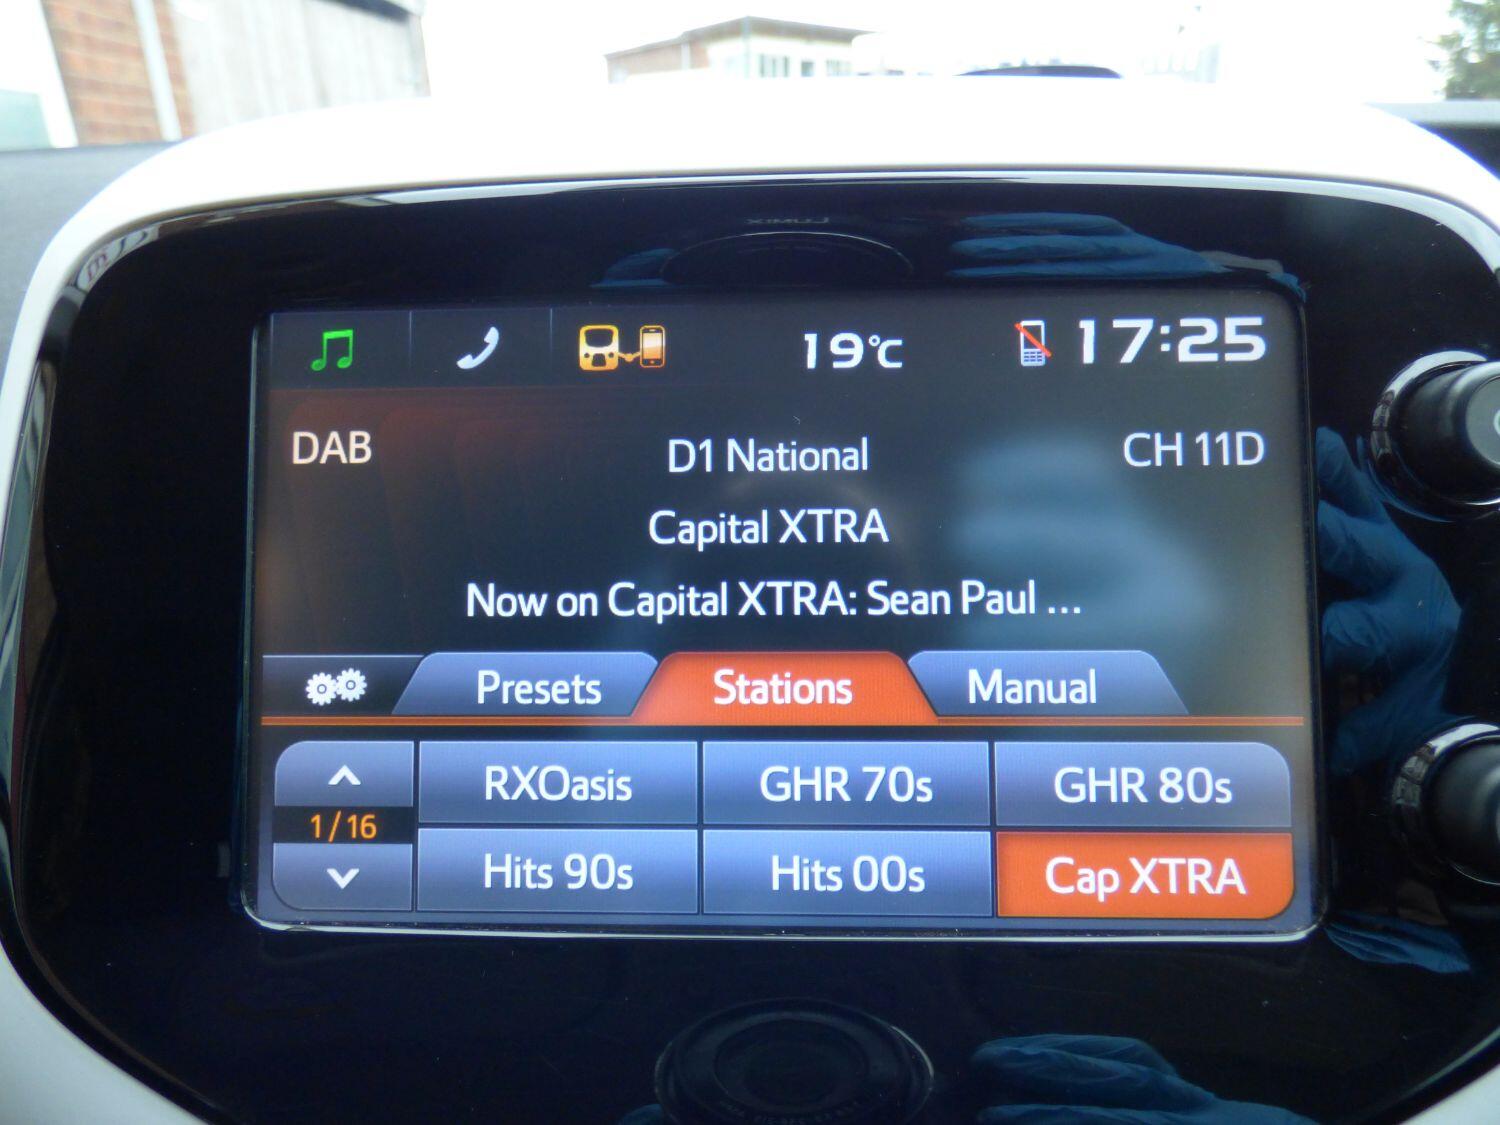 LUMIX
19℃
17:25
DAB
D1 National
CH 11D
Capital XTRA
Now on Capital XTRA: Sean Paul ...
Presets
Stations
Manual
1/16
RXOasis
GHR 70s
GHR 80s
Hits 90s
Hits 00s
Cap XTRA